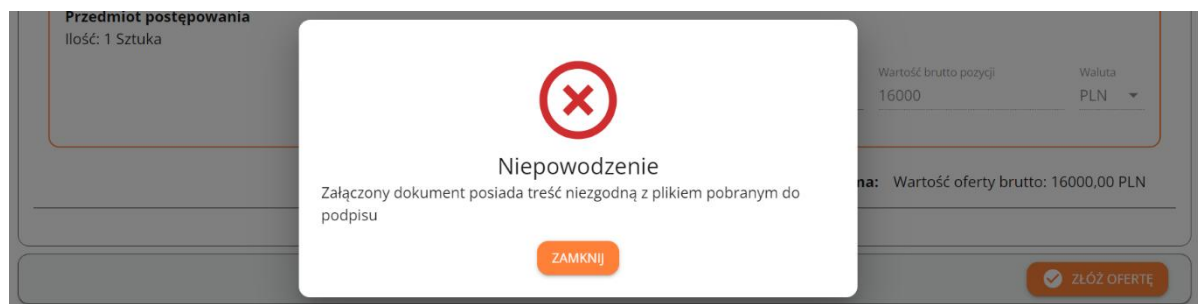 Przedmiot postępowania
Ilość: 1 Sztuka
Wartość brutto pozycji
Waluta
16000
PLN
Niepowodzenie
Załączony dokument posiada treść niezgodną z plikiem pobranym do
podpisu
na: Wartość oferty brutto: 16000,00 PLN
ZAMKNIJ
ZŁÓŻ OFERTĘ